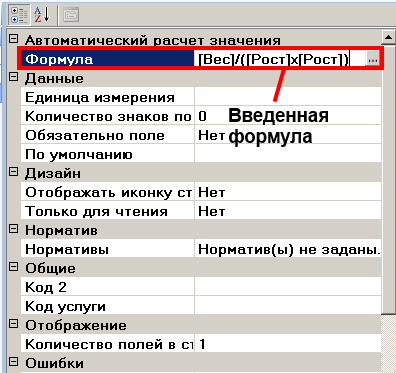 Автоматический расчет значения
Формула [Вес]/([Рост]x[Рост]) ...
Данные
Единица измерения
Количество знаков по 0
Обязательно поле Нет
По умолчанию
Введенная
формула
Дизайн
Отображать иконку ст Нет
Только для чтения Нет
Норматив
Нормативы Норматив(ы) не заданы.
Общие
Код 2
Код услуги
Отображение
Количество полей в ст 1
Ошибки